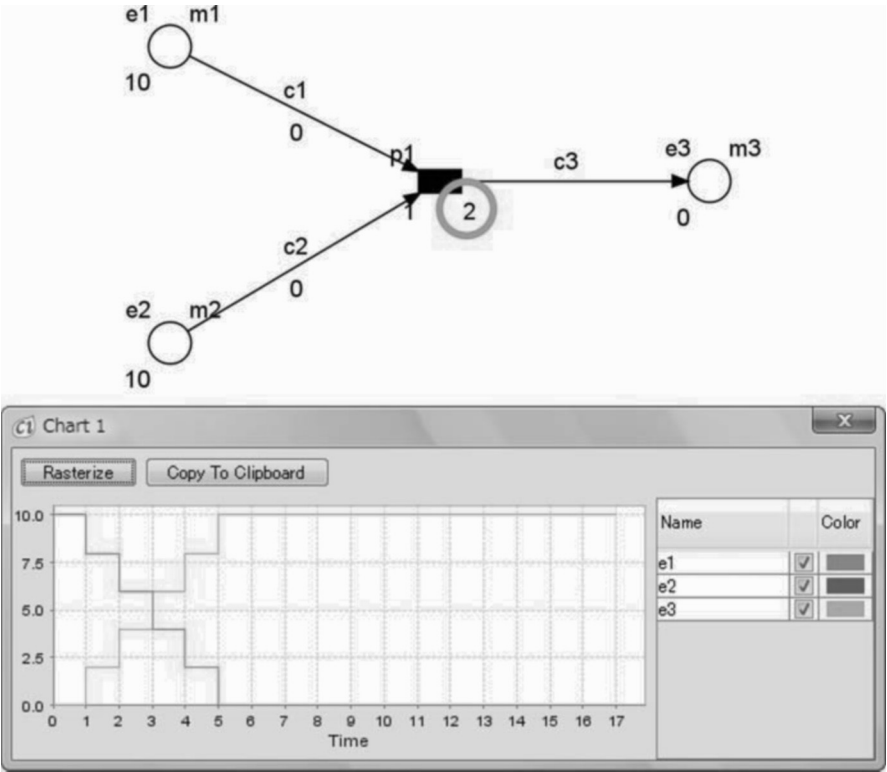 e1 m1
10
c1
0
p1
c3
e3 m3
1 2
0
c2
0
e2 m2
10
Chart 1
Rasterize Copy To Clipboard
10.0
7.5
5.0
2.5
0.0
0 1 2 3 4 5 6 7 8 9 10 11 12 13 14 15 16 17
Time
Name Color
e1
e2
e3